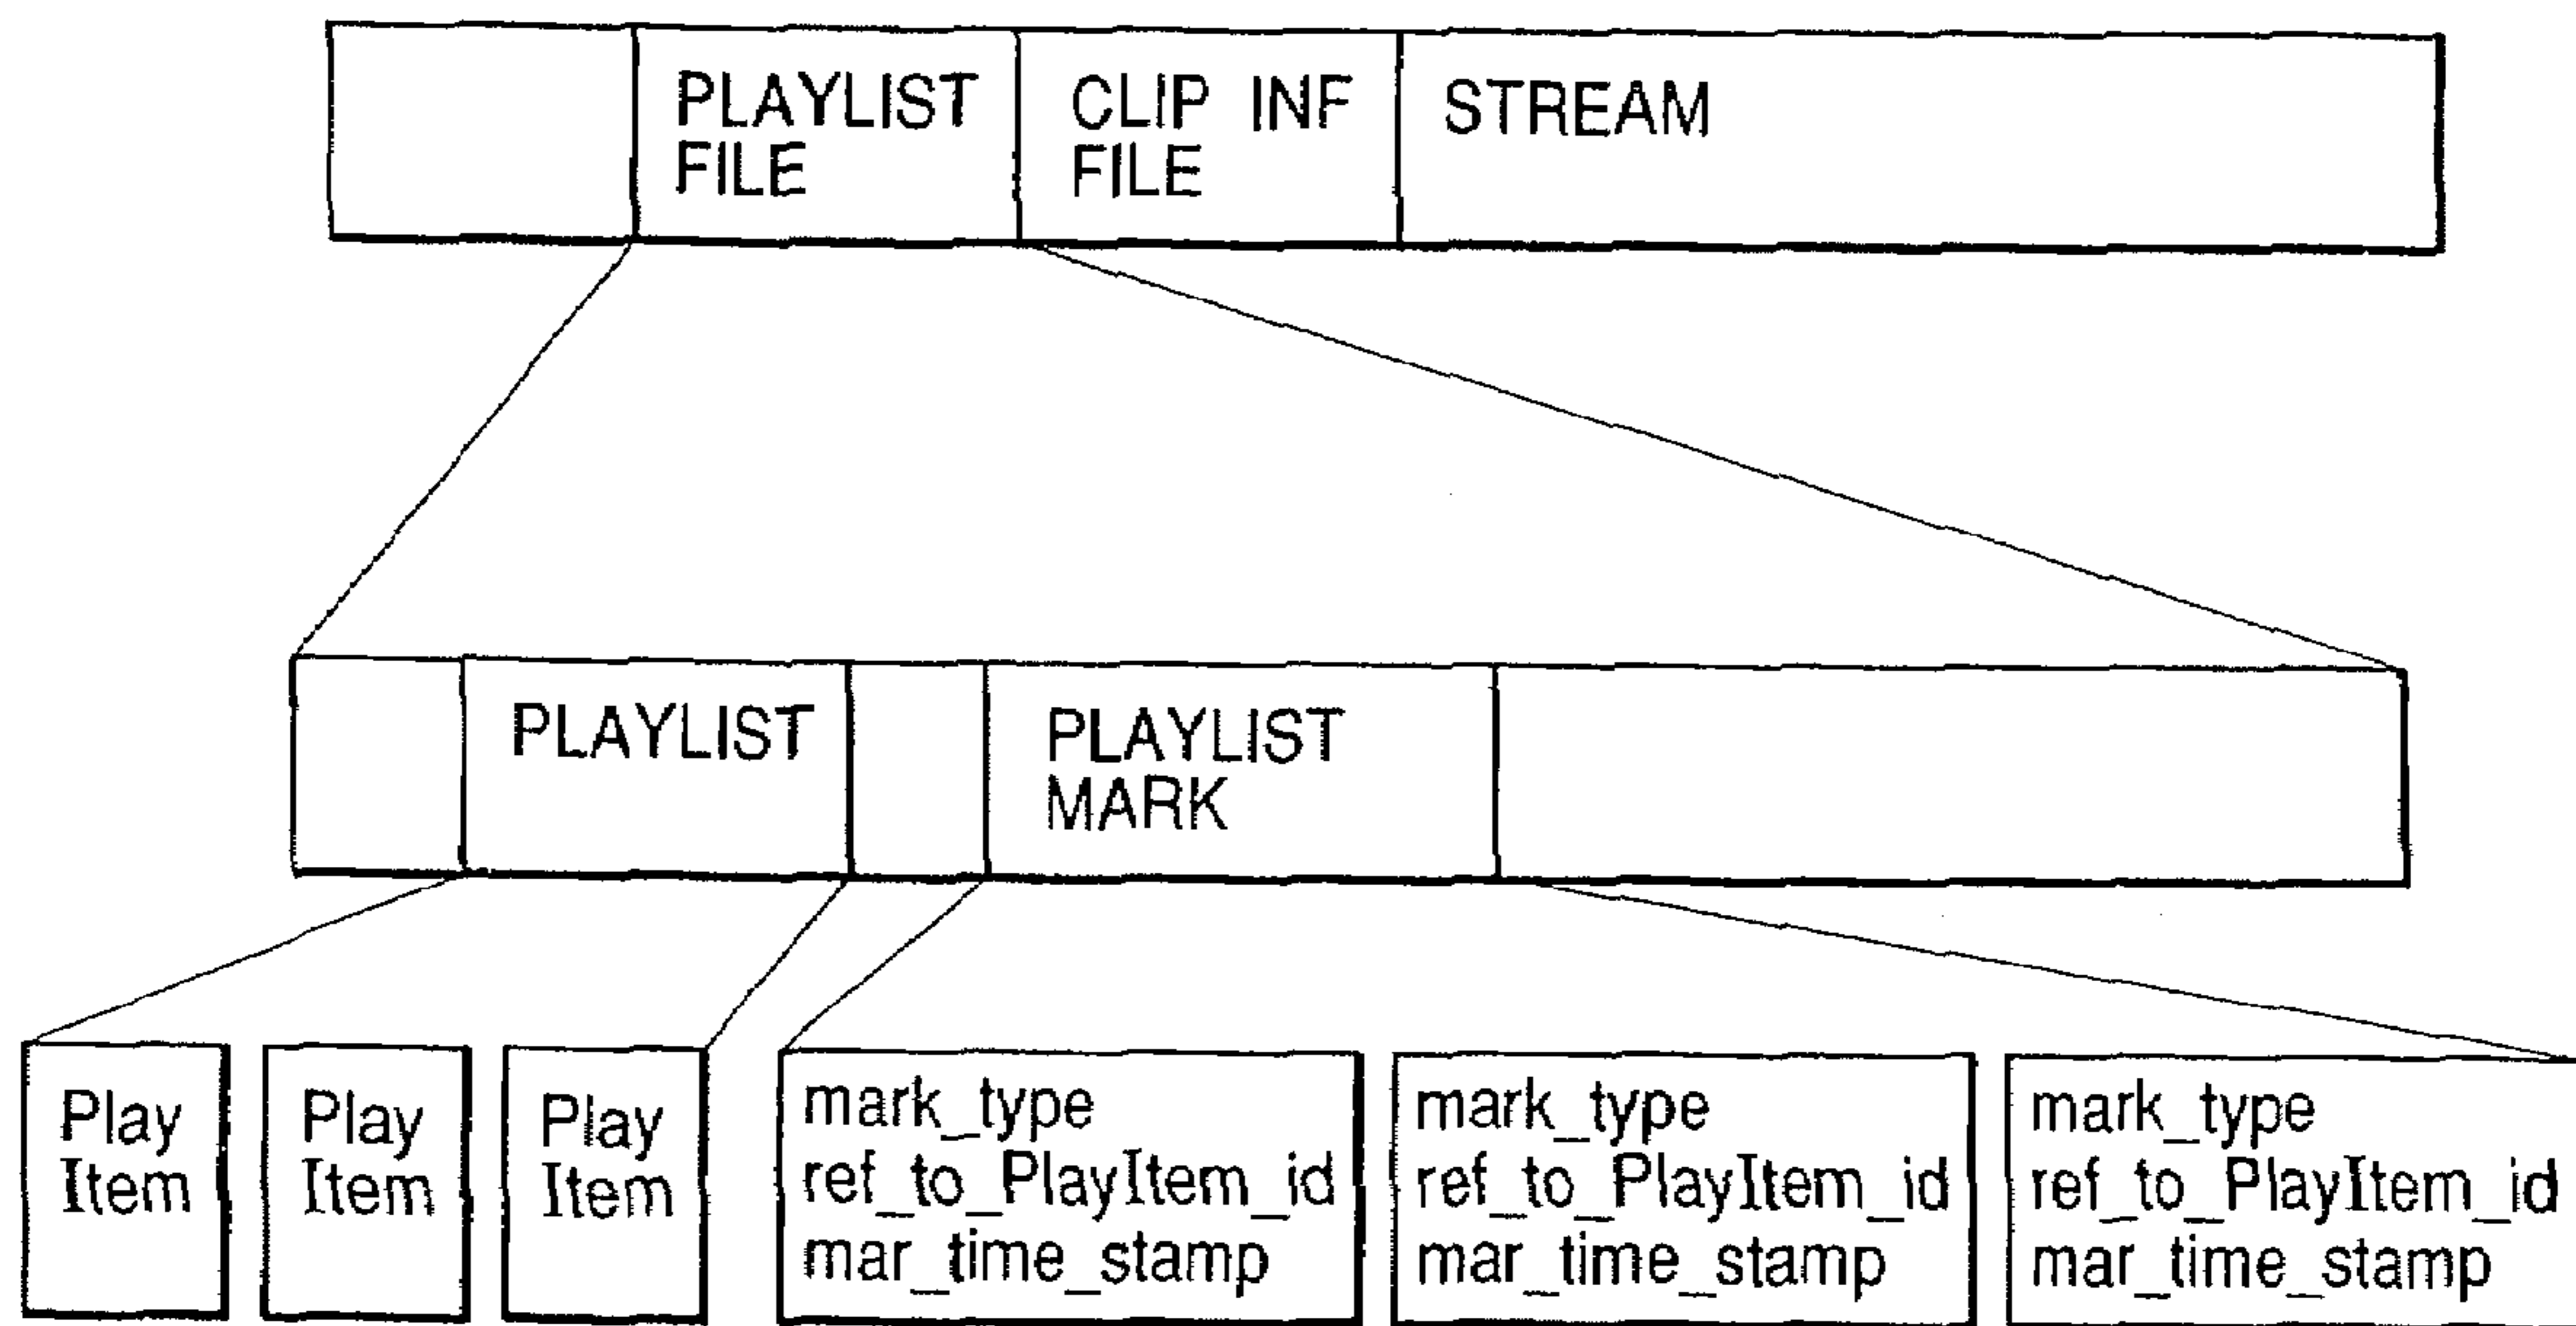 PLAYLIST
FILE
CLIP INF
FILE
STREAM
PLAYLIST
PLAYLIST
MARK
Play
Item
Play
Item
Play
Item
mark_type
ref_to_PlayItem_id
mar_time_stamp
mark_type
ref_to_PlayItem_id
mar_time_stamp
mark_type
ref_to_PlayItem_id
mar_time_stamp